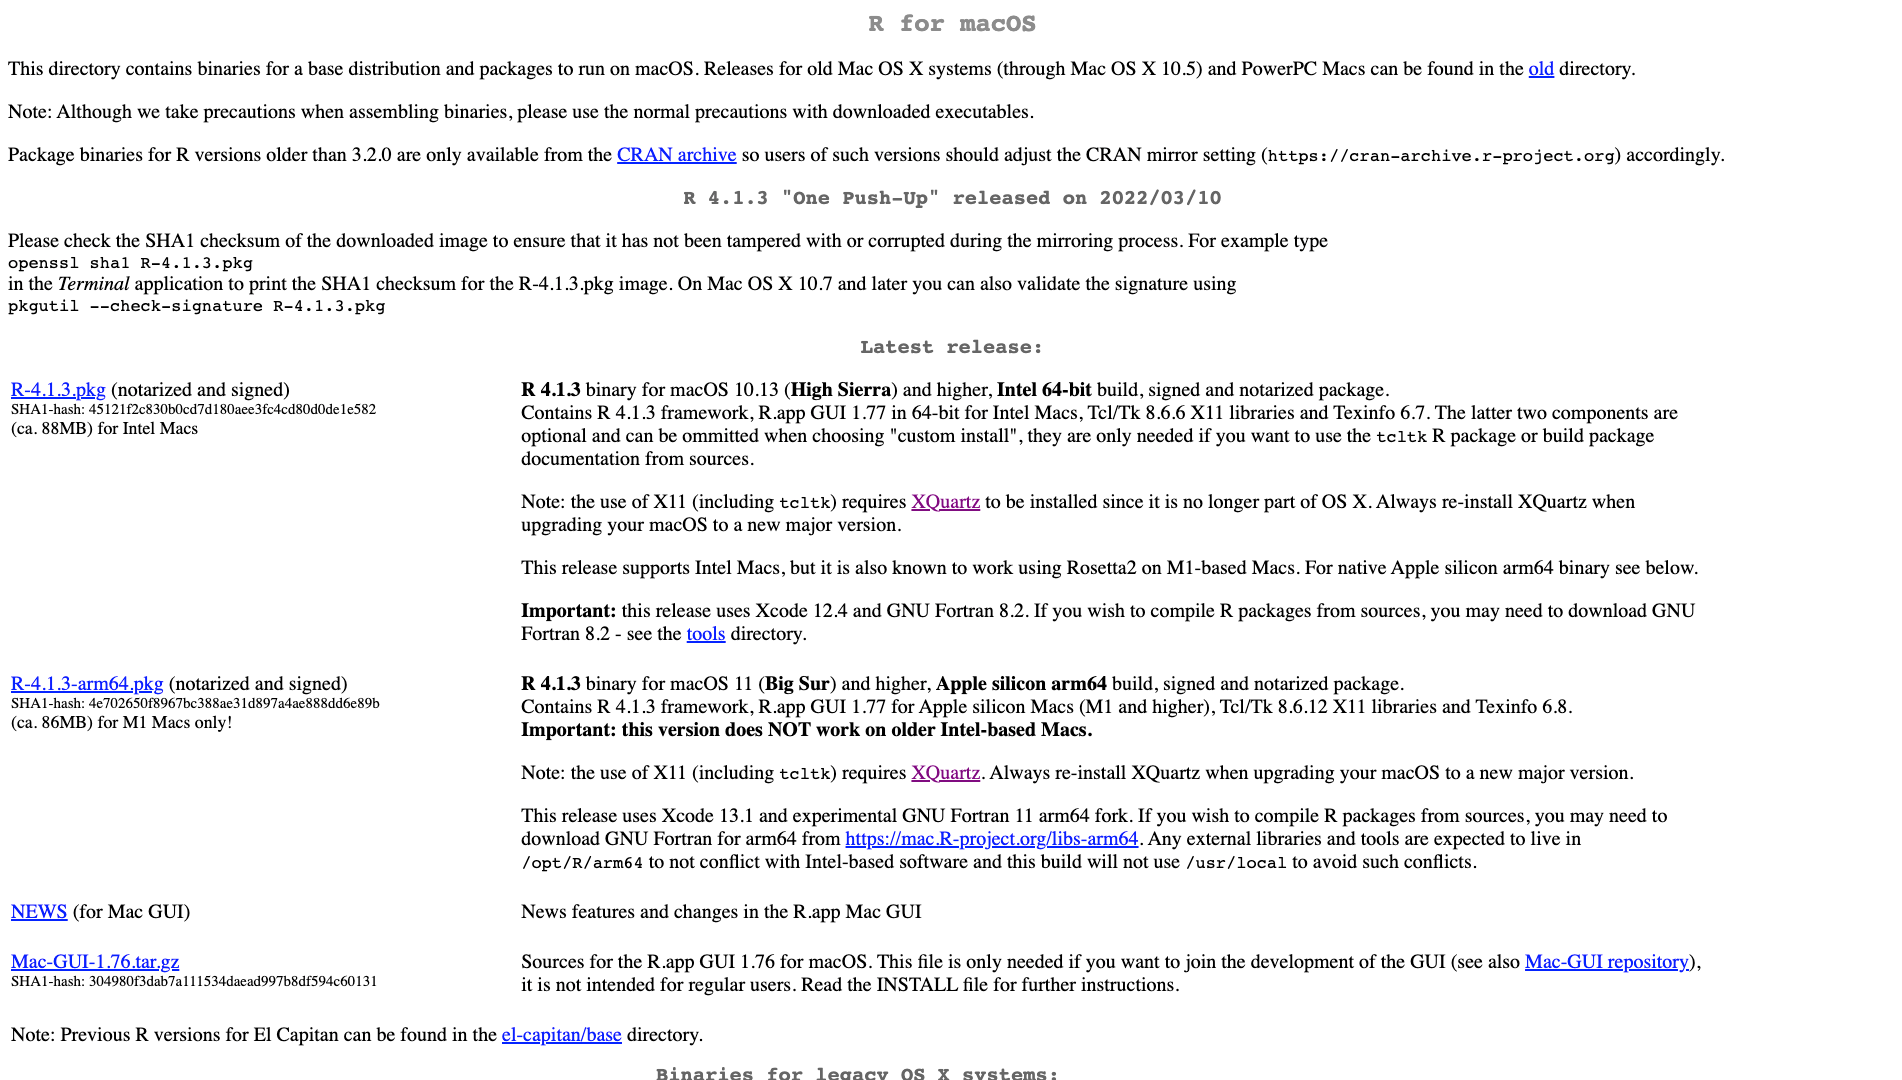 R for macOS
This directory contains binaries for a base distribution and packages to run on macOS. Releases for old Mac OS X systems (through Mac OS X 10.5) and PowerPC Macs can be found in the old directory.
Note: Although we take precautions when assembling binaries, please use the normal precautions with downloaded executables.
Package binaries for R versions older than 3.2.0 are only available from the CRAN archive so users of such versions should adjust the CRAN mirror setting (https://cran-archive.r-project.org) accordingly.
R 4.1.3 "One Push-Up" released on 2022/03/10
Please check the SHA1 checksum of the downloaded image to ensure that it has not been tampered with or corrupted during the mirroring process. For example type
openssl sha1 R-4.1.3.pkg
in the Terminal application to print the SHA1 checksum for the R-4.1.3.pkg image. On Mac OS X 10.7 and later you can also validate the signature using
pkgutil --check-signature R-4.1.3.pkg
Latest release:
R-4.1.3.pkg (notarized and signed)
SHA1-hash: 45121f2c830b0cd7d180aee3fc4cd80d0de1e582
(ca. 88MB) for Intel Macs
R 4.1.3 binary for macOS 10.13 (High Sierra) and higher, Intel 64-bit build, signed and notarized package.
Contains R 4.1.3 framework, R.app GUI 1.77 in 64-bit for Intel Macs, Tcl/Tk 8.6.6 X11 libraries and Texinfo 6.7. The latter two components are
optional and can be ommitted when choosing "custom install", they are only needed if you want to use the tcltk R package or build package
documentation from sources.
Note: the use of X11 (including tcltk) requires XQuartz to be installed since it is no longer part of OS X. Always re-install XQuartz when
upgrading your macOS to a new major version.
This release supports Intel Macs, but it is also known to work using Rosetta2 on M1-based Macs. For native Apple silicon arm64 binary see below.
Important: this release uses Xcode 12.4 and GNU Fortran 8.2. If you wish to compile R packages from sources, you may need to download GNU
Fortran 8.2 - see the tools directory.
R-4.1.3-arm64.pkg (notarized and signed)
SHA1-hash: 4e702650f8967bc388ae31d897a4ae888dd6e89b
(ca. 86MB) for M1 Macs only!
R 4.1.3 binary for macOS 11 (Big Sur) and higher, Apple silicon arm64 build, signed and notarized package.
Contains R 4.1.3 framework, R.app GUI 1.77 for Apple silicon Macs (M1 and higher), Tcl/Tk 8.6.12 X11 libraries and Texinfo 6.8.
Important: this version does NOT work on older Intel-based Macs.
Note: the use of X11 (including tcltk) requires XQuartz. Always re-install XQuartz when upgrading your macOS to a new major version.
This release uses Xcode 13.1 and experimental GNU Fortran 11 arm64 fork. If you wish to compile R packages from sources, you may need to
download GNU Fortran for arm64 from https://mac.R-project.org/libs-arm64. Any external libraries and tools are expected to live in
/opt/R/arm64 to not conflict with Intel-based software and this build will not use /usr/local to avoid such conflicts.
NEWS (for Mac GUI)
News features and changes in the R.app Mac GUI
Mac-GUI-1.76.tar.gz
SHA1-hash: 304980f3dab7a111534daead997b8df594c60131
Sources for the R.app GUI 1.76 for macOS. This file is only needed if you want to join the development of the GUI (see also Mac-GUI repository),
it is not intended for regular users. Read the INSTALL file for further instructions.
Note: Previous R versions for El Capitan can be found in the el-capitan/base directory.
Binaries for legacy OS X systems: